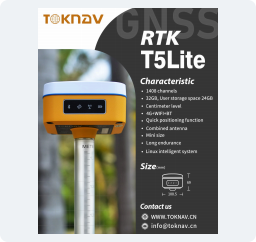 TOKNAV
GNSS
RTK
T5Lite
Characteristic
1408 channels
32GB, User storage space 24GB
Centimeter level
4G+WIFI+BT
Quick positioning function
Combined antenna
Mini size
Long endurance
Linux intelligent system
Size
Contact us
WWW.TOKNAV.CN
info@toknav.cn